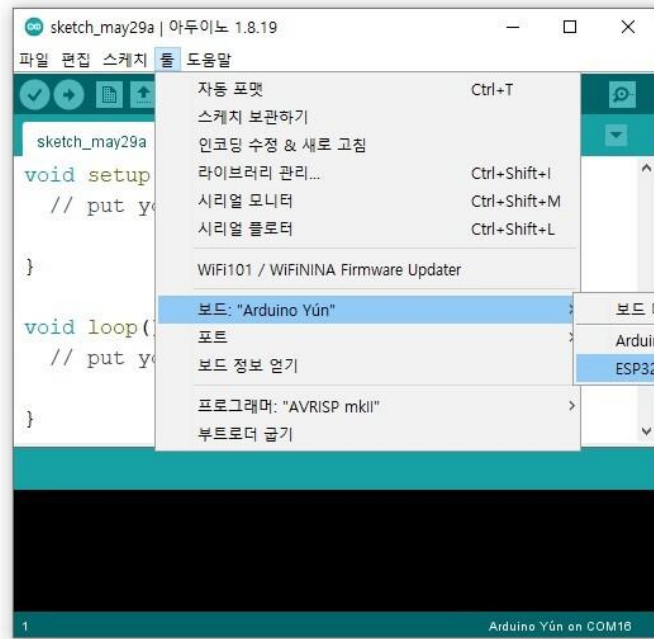 sketch_may29a | 아두이노 1.8.19
파일 편집 스케치 툴 도움말
sketch_may29a
void setup
// put yo
}
void loop()
// put yo
}
자동 포맷 Ctrl+T
스케치 보관하기
인코딩 수정 & 새로 고침
라이브러리 관리... Ctrl+Shift+I
시리얼 모니터 Ctrl+Shift+M
시리얼 플로터 Ctrl+Shift+L
WiFi101 / WiFiNINA Firmware Updater
보드: "Arduino Yún"
포트
보드 정보 얻기
프로그래머: "AVRISP mkII"
부트로더 굽기
보드
Ardui
ESP32
1 Arduino Yún on COM16